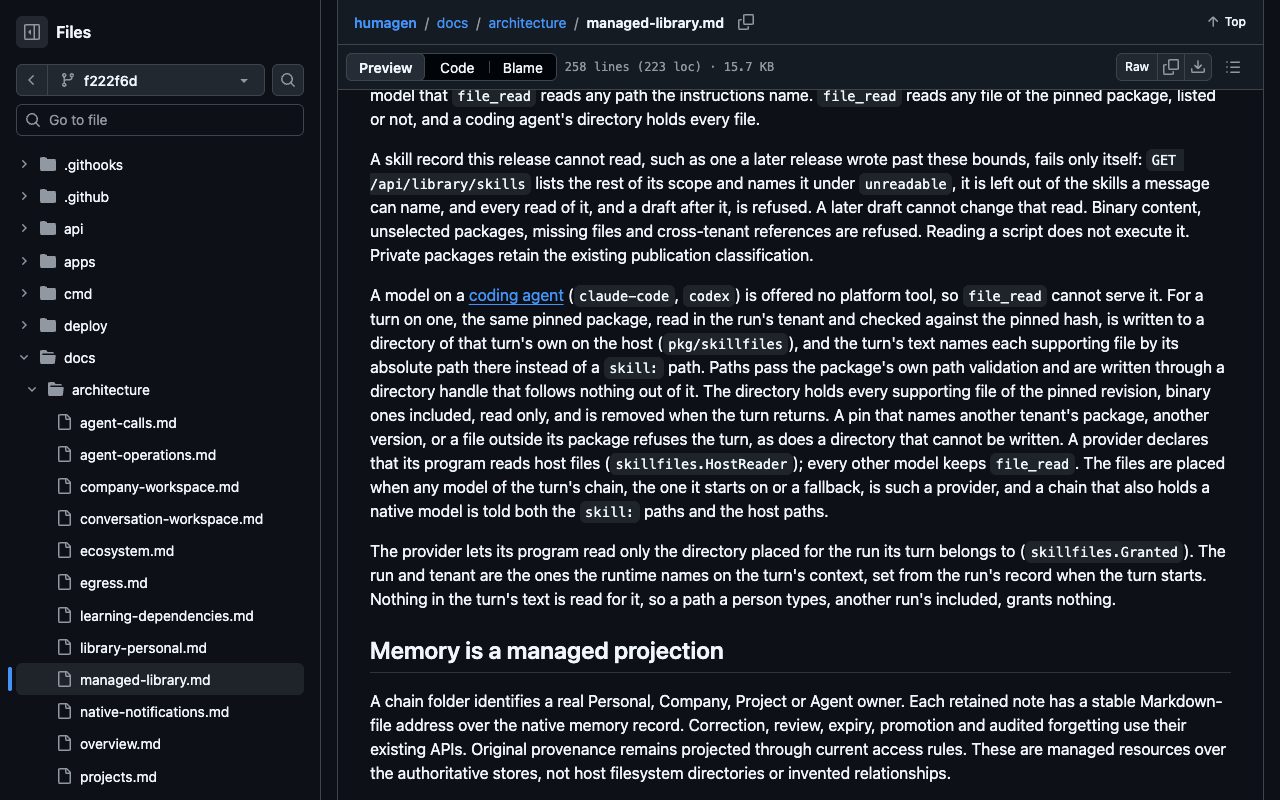 Files
humagen / docs / architecture / managed-library.md
Top
f222f6d
Preview Code Blame 258 lines (223 loc) · 15.7 KB
Raw
Go to file
.githooks
.github
api
apps
cmd
deploy
docs
architecture
agent-calls.md
agent-operations.md
company-workspace.md
conversation-workspace.md
ecosystem.md
egress.md
learning-dependencies.md
library-personal.md
managed-library.md
native-notifications.md
overview.md
projects.md
model that file_read reads any path the instructions name. file_read reads any file of the pinned package, listed
or not, and a coding agent's directory holds every file.
A skill record this release cannot read, such as one a later release wrote past these bounds, fails only itself: GET
/api/library/skills lists the rest of its scope and names it under unreadable, it is left out of the skills a message
can name, and every read of it, and a draft after it, is refused. A later draft cannot change that read. Binary content,
unselected packages, missing files and cross-tenant references are refused. Reading a script does not execute it.
Private packages retain the existing publication classification.
A model on a coding agent (claude-code, codex) is offered no platform tool, so file_read cannot serve it. For a
turn on one, the same pinned package, read in the run's tenant and checked against the pinned hash, is written to a
directory of that turn's own on the host (pkg/skillfiles), and the turn's text names each supporting file by its
absolute path there instead of a skill: path. Paths pass the package's own path validation and are written through a
directory handle that follows nothing out of it. The directory holds every supporting file of the pinned revision, binary
ones included, read only, and is removed when the turn returns. A pin that names another tenant's package, another
version, or a file outside its package refuses the turn, as does a directory that cannot be written. A provider declares
that its program reads host files (skillfiles.HostReader); every other model keeps file_read. The files are placed
when any model of the turn's chain, the one it starts on or a fallback, is such a provider, and a chain that also holds a
native model is told both the skill: paths and the host paths.
The provider lets its program read only the directory placed for the run its turn belongs to (skillfiles.Granted). The
run and tenant are the ones the runtime names on the turn's context, set from the run's record when the turn starts.
Nothing in the turn's text is read for it, so a path a person types, another run's included, grants nothing.
Memory is a managed projection
A chain folder identifies a real Personal, Company, Project or Agent owner. Each retained note has a stable Markdown-
file address over the native memory record. Correction, review, expiry, promotion and audited forgetting use their
existing APIs. Original provenance remains projected through current access rules. These are managed resources over
the authoritative stores, not host filesystem directories or invented relationships.